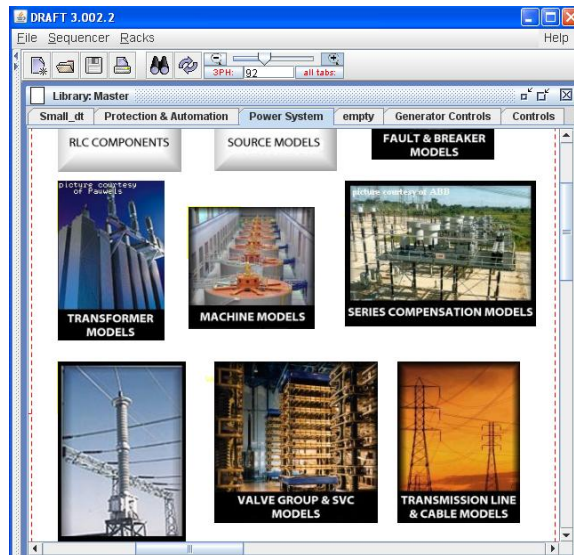 DRAFT 3.002.2
File Sequencer Racks Help
3PH: 92 all tabs:
Library: Master
Small_dt Protection & Automation Power System empty Generator Controls Controls
RLC COMPONENTS
SOURCE MODELS
FAULT & BREAKER
MODELS
picture courtesy
of Pauwels
TRANSFORMER
MODELS
MACHINE MODELS
picture courtesy of ABB
SERIES COMPENSATION MODELS
VALVE GROUP & SVC
MODELS
TRANSMISSION LINE
& CABLE MODELS